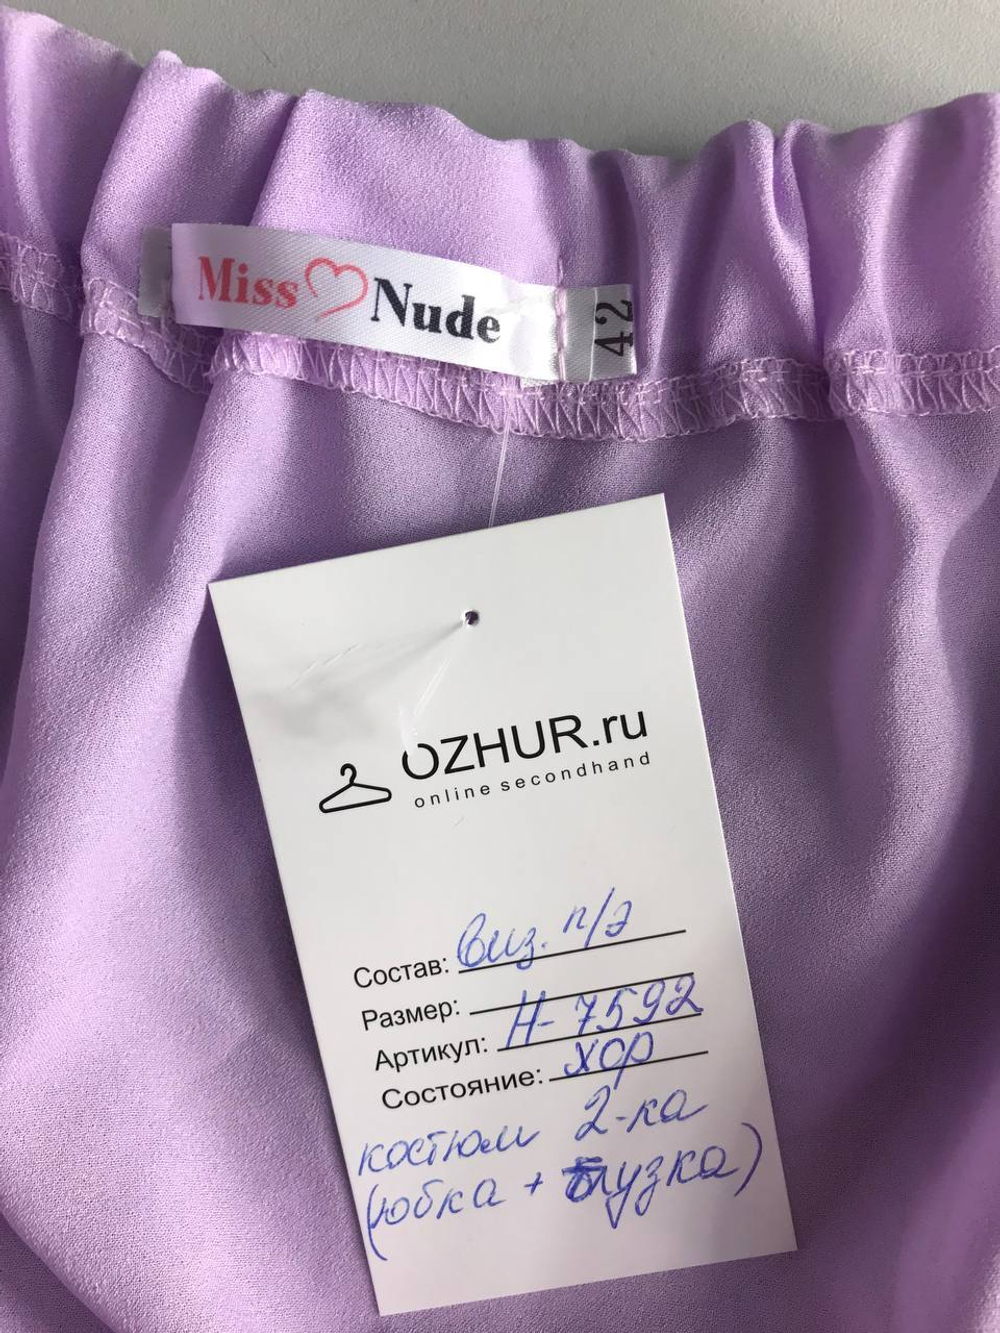 Miss Nude
42
OZHUR.ru
online secondhand
Состав: виз. п/э
Размер:
Артикул: Н-7592
Состояние: хор
костюм 2-ка
(юбка + блузка)